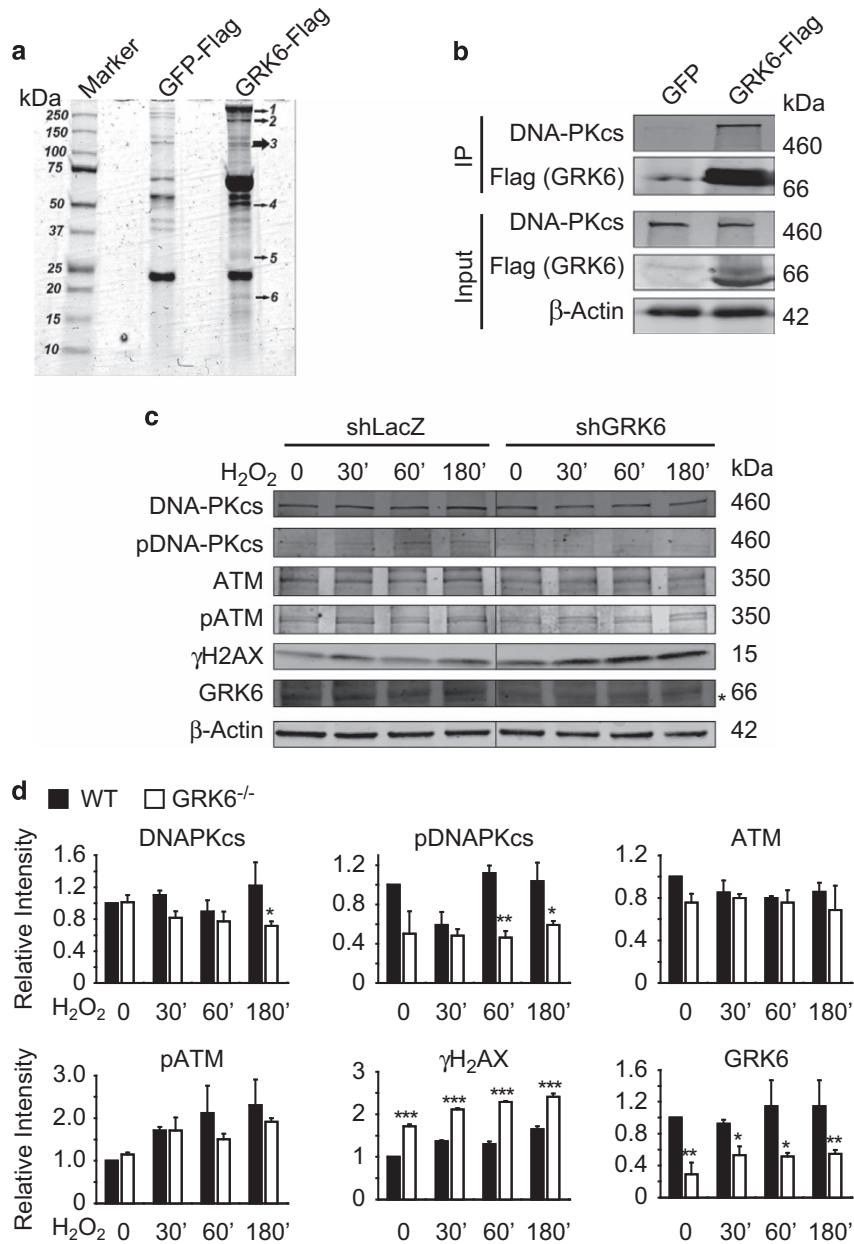 a
Marker
GFP-Flag
GRK6-Flag
kDa
250
150
100
75
50
37
25
20
15
10
1
2
3
4
5
6
b
GFP
GRK6-Flag
kDa
IP
DNA-PKcs
460
Flag (GRK6)
66
Input
DNA-PKcs
460
Flag (GRK6)
66
β-Actin
42
c
shLacZ shGRK6
H₂O₂ 0 30' 60' 180' 0 30' 60' 180' kDa
DNA-PKcs 460
pDNA-PKcs 460
ATM 350
pATM 350
γH2AX 15
GRK6 * 66
β-Actin 42
d
WT GRK6⁻/⁻
DNAPKcs
Relative Intensity
1.6
1.2
0.8
0.4
0
*
H₂O₂ 0 30' 60' 180'
pDNAPKcs
1.2
0.8
0.4
0
** *
0 30' 60' 180'
ATM
1.2
0.8
0.4
0
0 30' 60' 180'
pATM
Relative Intensity
3.0
2.0
1.0
0
H₂O₂ 0 30' 60' 180'
γH₂AX
3
2
1
0
*** *** *** ***
0 30' 60' 180'
GRK6
1.6
1.2
0.8
0.4
0
** * * **
0 30' 60' 180'